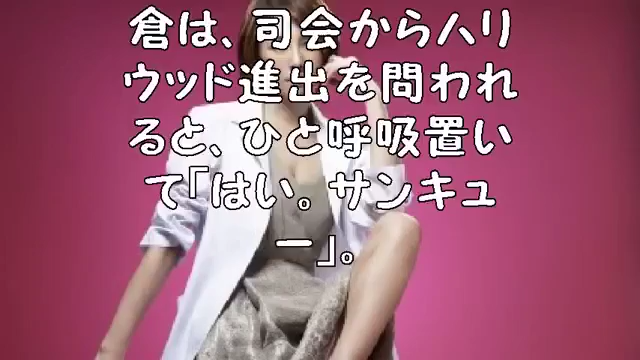 倉は、司会からハリ
ウッド進出を問われ
ると、ひと呼吸置い
て「はい。サンキュ
ー」。